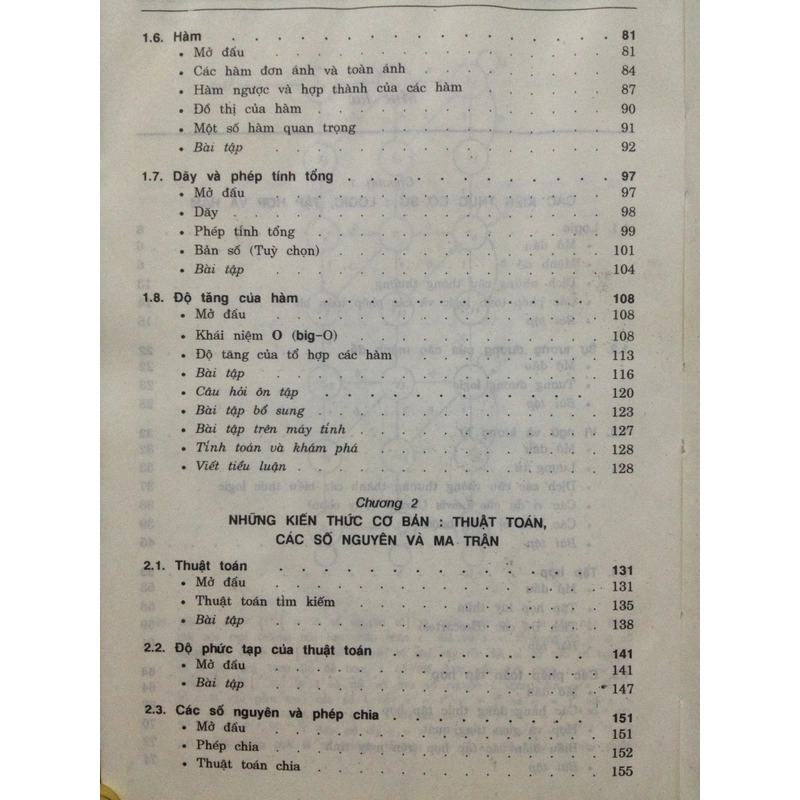 1.6. Hàm . . . 81
• Mở đầu . . . 81
• Các hàm đơn ánh và toàn ánh . . . 84
• Hàm ngược và hợp thành của các hàm . . . 87
• Đồ thị của hàm . . . 90
• Một số hàm quan trọng . . . 91
• Bài tập . . . 92
1.7. Dãy và phép tính tổng . . . 97
• Mở đầu . . . 97
• Dãy . . . 98
• Phép tính tổng . . . 99
• Bản số (Tuỳ chọn) . . . 101
• Bài tập . . . 104
1.8. Độ tăng của hàm . . . 108
• Mở đầu . . . 108
• Khái niệm O (big–O) . . . 108
• Độ tăng của tổ hợp các hàm . . . 113
• Bài tập . . . 116
• Câu hỏi ôn tập . . . 120
• Bài tập bổ sung . . . 123
• Bài tập trên máy tính . . . 127
• Tính toán và khám phá . . . 128
• Viết tiểu luận . . . 128
Chương 2
NHỮNG KIẾN THỨC CƠ BẢN : THUẬT TOÁN,
CÁC SỐ NGUYÊN VÀ MA TRẬN
2.1. Thuật toán . . . 131
• Mở đầu . . . 131
• Thuật toán tìm kiếm . . . 135
• Bài tập . . . 138
2.2. Độ phức tạp của thuật toán . . . 141
• Mở đầu . . . 141
• Bài tập . . . 147
2.3. Các số nguyên và phép chia . . . 151
• Mở đầu . . . 151
• Phép chia . . . 152
• Thuật toán chia . . . 155